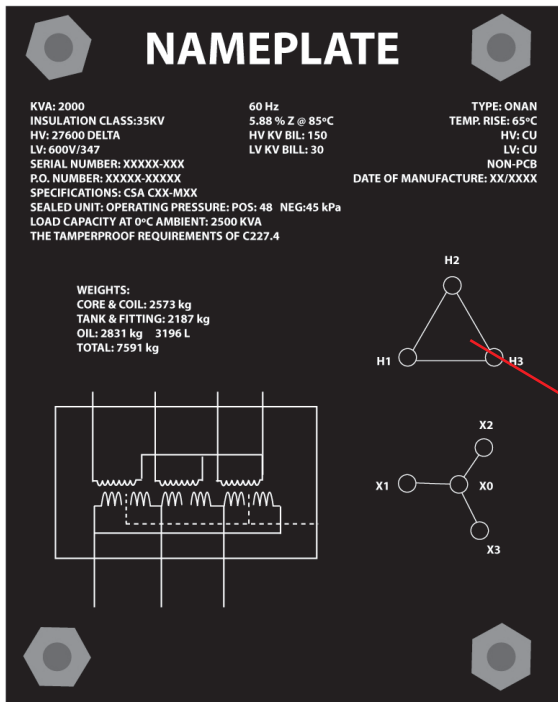 NAMEPLATE
KVA: 2000 60 Hz TYPE: ONAN
INSULATION CLASS:35KV 5.88 % Z @ 85ºC TEMP. RISE: 65ºC
HV: 27600 DELTA HV KV BIL: 150 HV: CU
LV: 600V/347 LV KV BILL: 30 LV: CU
SERIAL NUMBER: XXXXX-XXX NON-PCB
P.O. NUMBER: XXXXX-XXXXX DATE OF MANUFACTURE: XX/XXXX
SPECIFICATIONS: CSA CXX-MXX
SEALED UNIT: OPERATING PRESSURE: POS: 48 NEG:45 kPa
LOAD CAPACITY AT 0ºC AMBIENT: 2500 KVA
THE TAMPERPROOF REQUIREMENTS OF C227.4
WEIGHTS:
CORE & COIL: 2573 kg
TANK & FITTING: 2187 kg
OIL: 2831 kg 3196 L
TOTAL: 7591 kg
H2
H1 H3
X2
X1 X0
X3